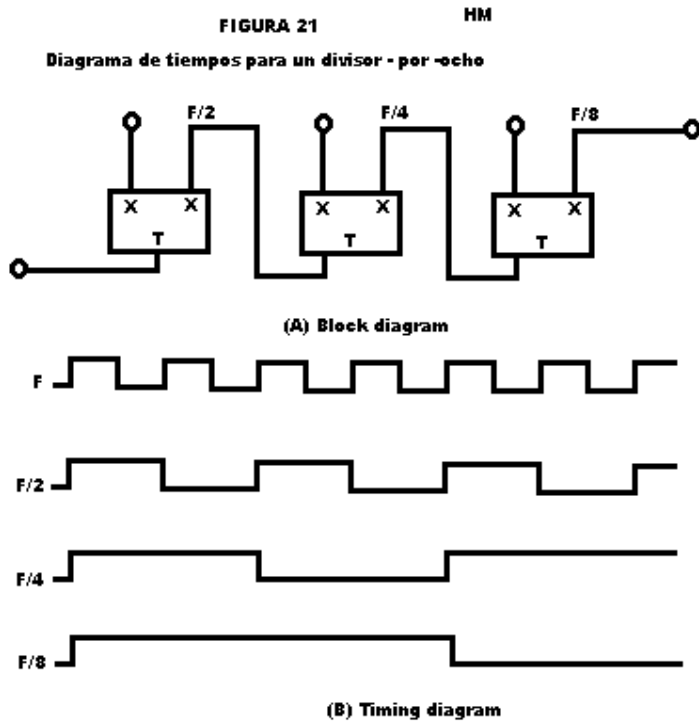 HM
FIGURA 21
Diagrama de tiempos para un divisor - por -ocho
F/2 F/4 F/8
X X X X X X
T T T
(A) Block diagram
F
F/2
F/4
F/8
(B) Timing diagram